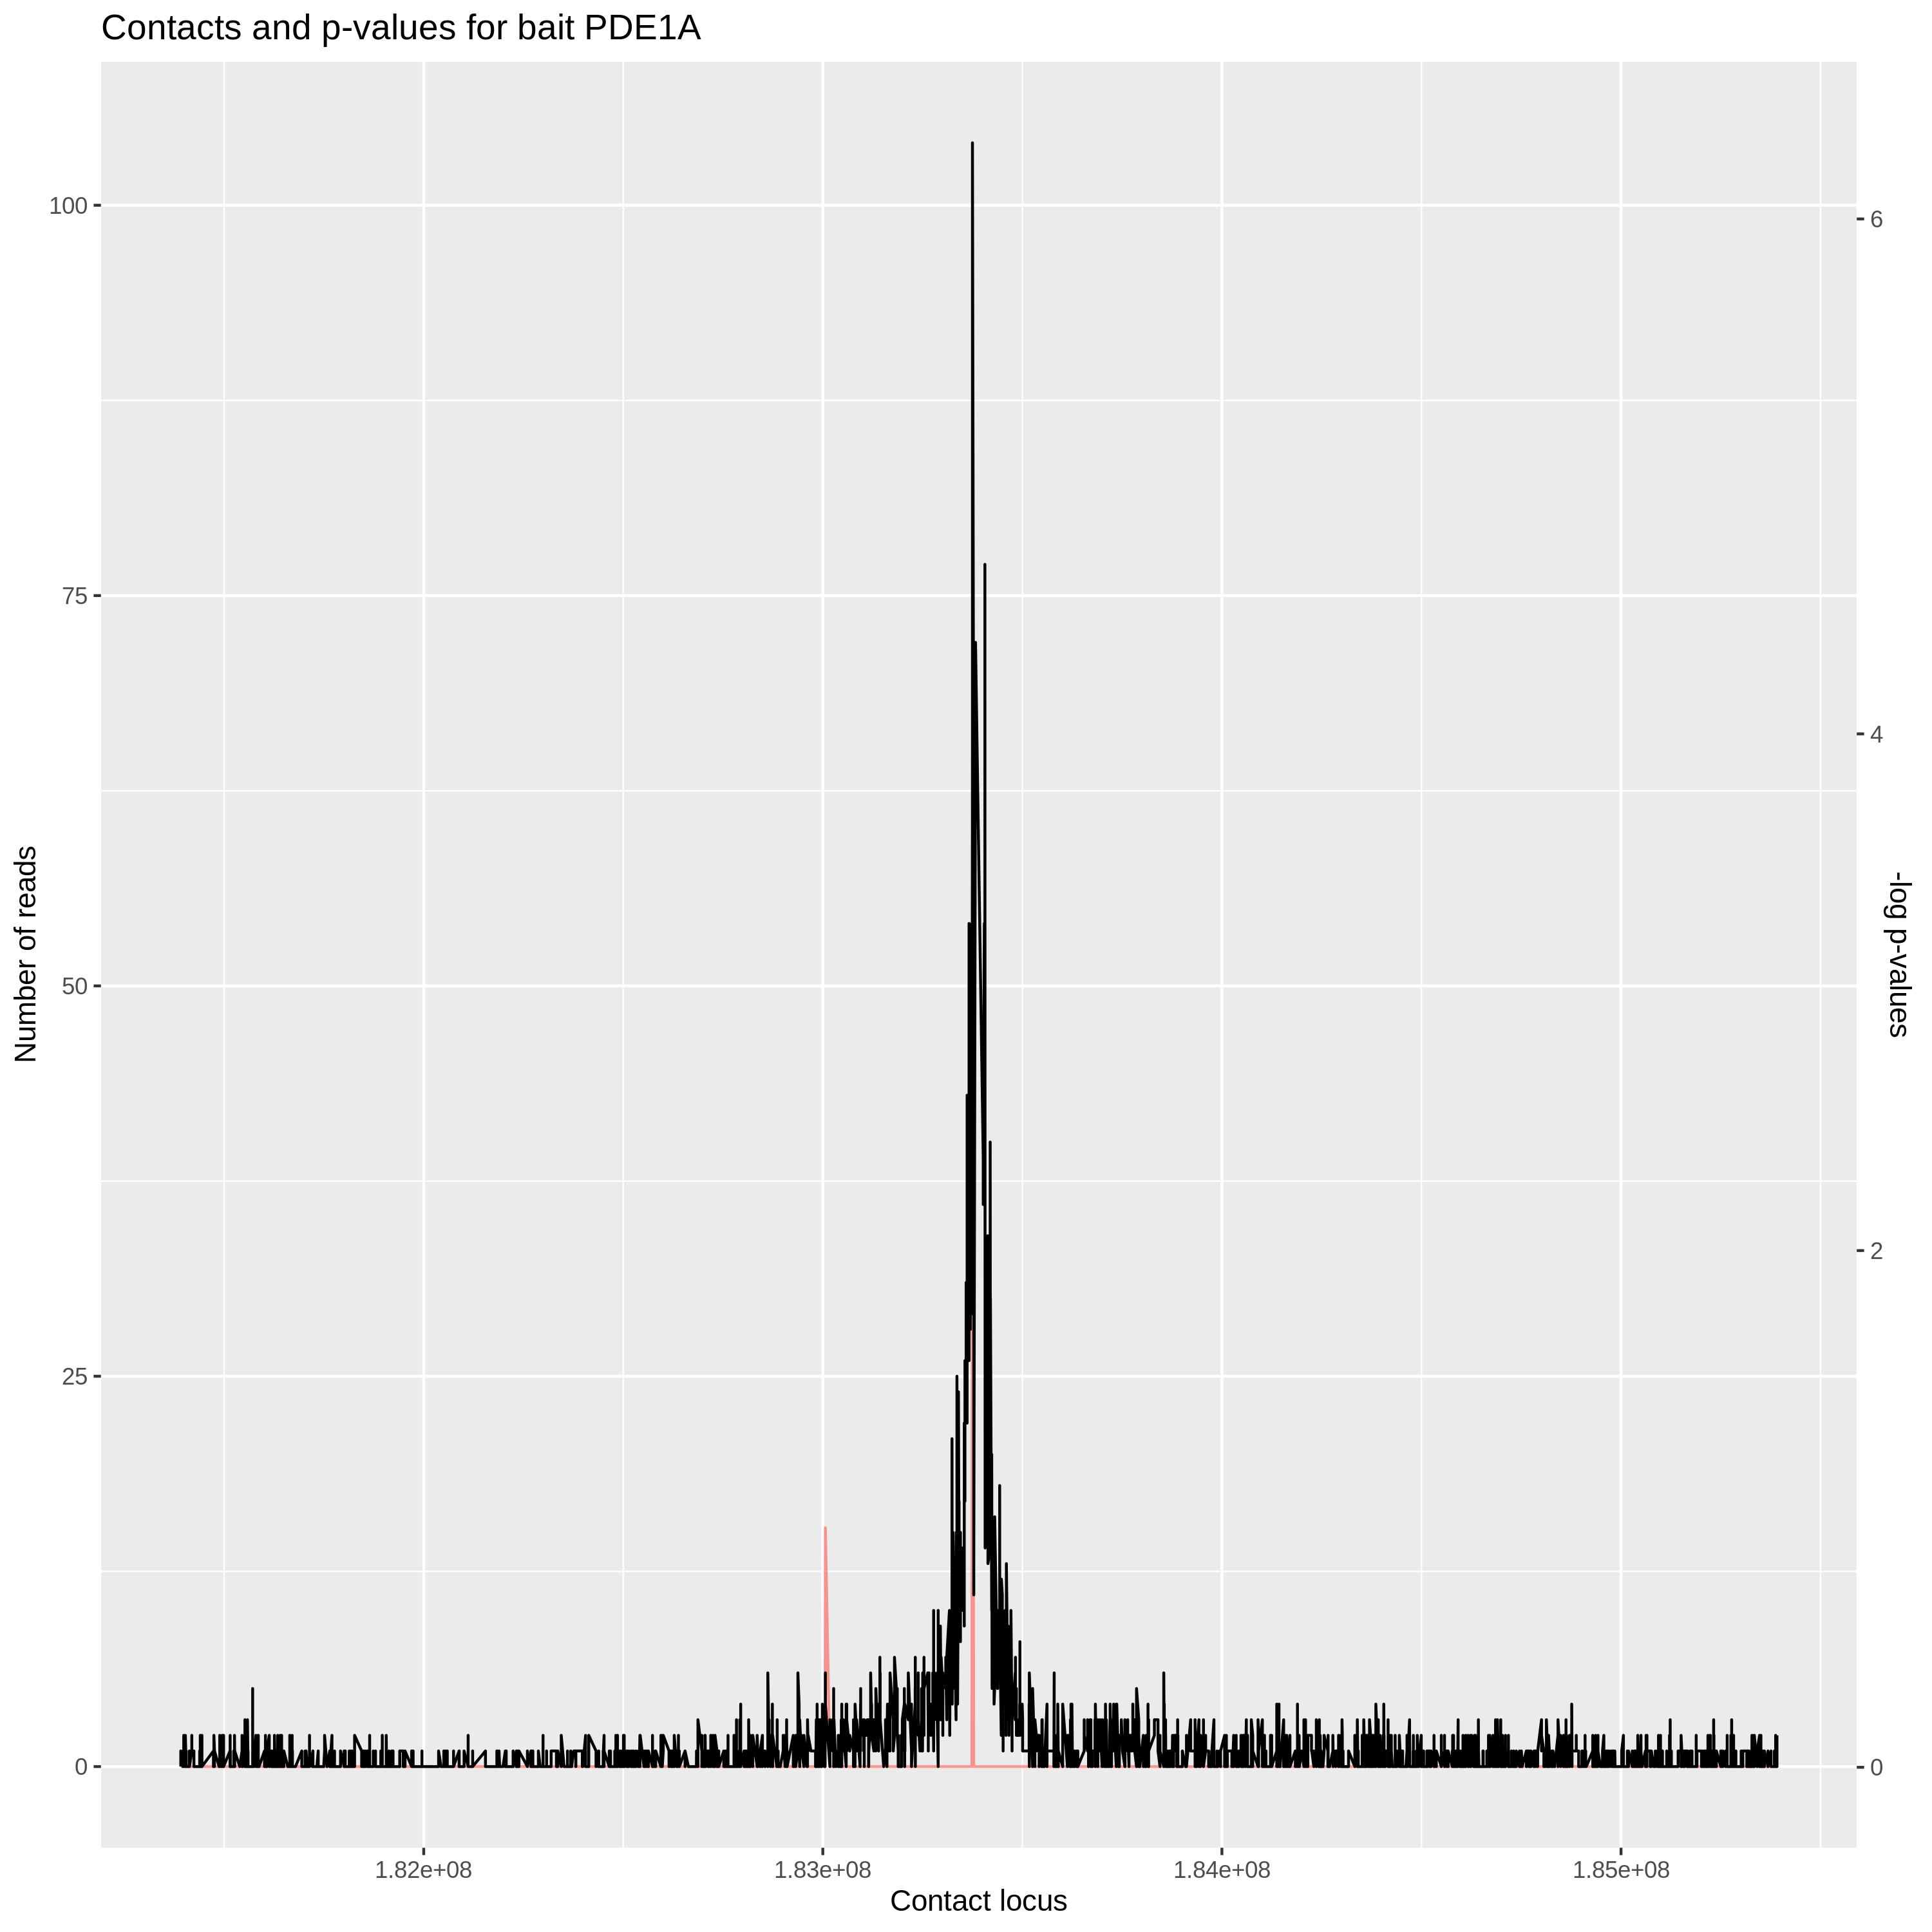 Contacts and p-values for bait PDE1A
100
75
50
25
0
Number of reads
6
4
2
0
-log p-values
1.82e+08
1.83e+08
1.84e+08
1.85e+08
Contact locus